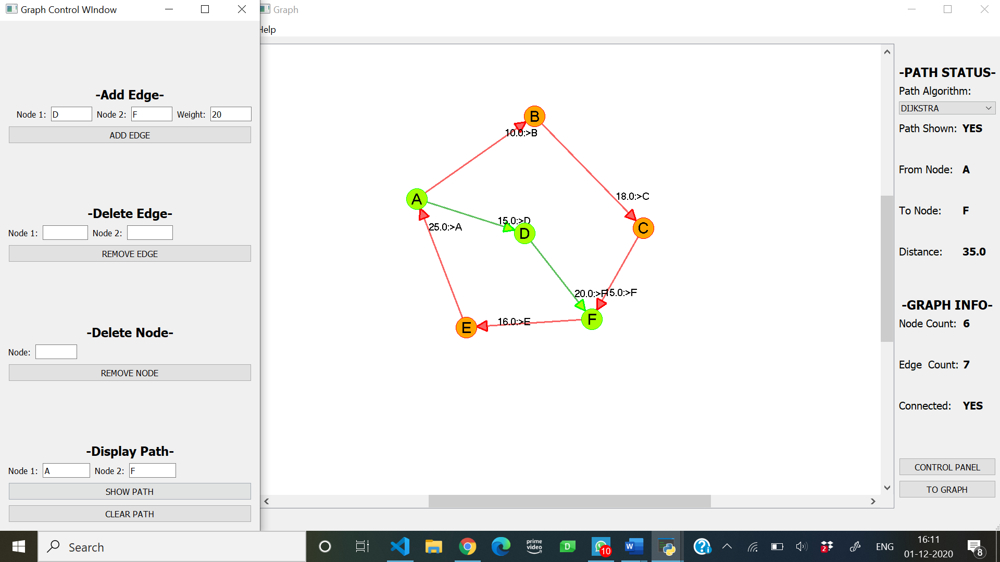 Graph Control WIndow
Graph
Help
-Add Edge-
Node 1: D Node 2: F Weight: 20
ADD EDGE
-Delete Edge-
Node 1: Node 2:
REMOVE EDGE
-Delete Node-
Node:
REMOVE NODE
-Display Path-
Node 1: A Node 2: F
SHOW PATH
CLEAR PATH
B
10.0:>B
18.0:>C
A
15.0:>D
25.0:>A
D
C
20.0:>F
15.0:>F
16.0:>E
F
E
-PATH STATUS-
Path Algorithm:
DIJKSTRA
Path Shown: YES
From Node: A
To Node: F
Distance: 35.0
-GRAPH INFO-
Node Count: 6
Edge Count: 7
Connected: YES
CONTROL PANEL
TO GRAPH
Search
prime
video
D
10
W
2
ENG
16:11
01-12-2020
8